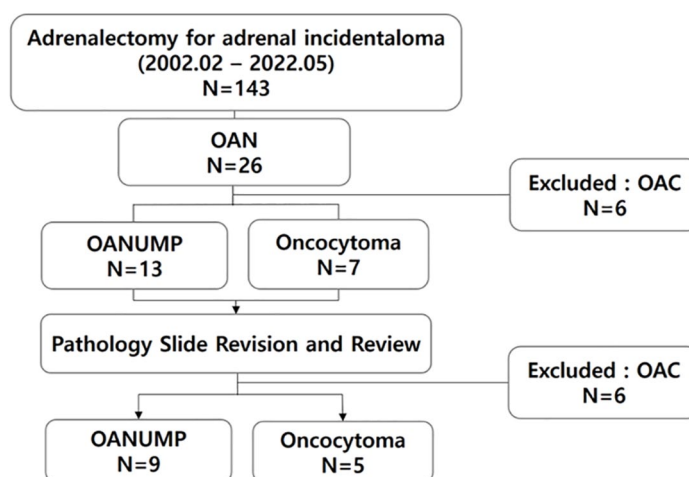 Adrenalectomy for adrenal incidentaloma
(2002.02 – 2022.05)
N=143
OAN
N=26
Excluded : OAC
N=6
OANUMP
N=13
Oncocytoma
N=7
Pathology Slide Revision and Review
Excluded : OAC
N=6
OANUMP
N=9
Oncocytoma
N=5